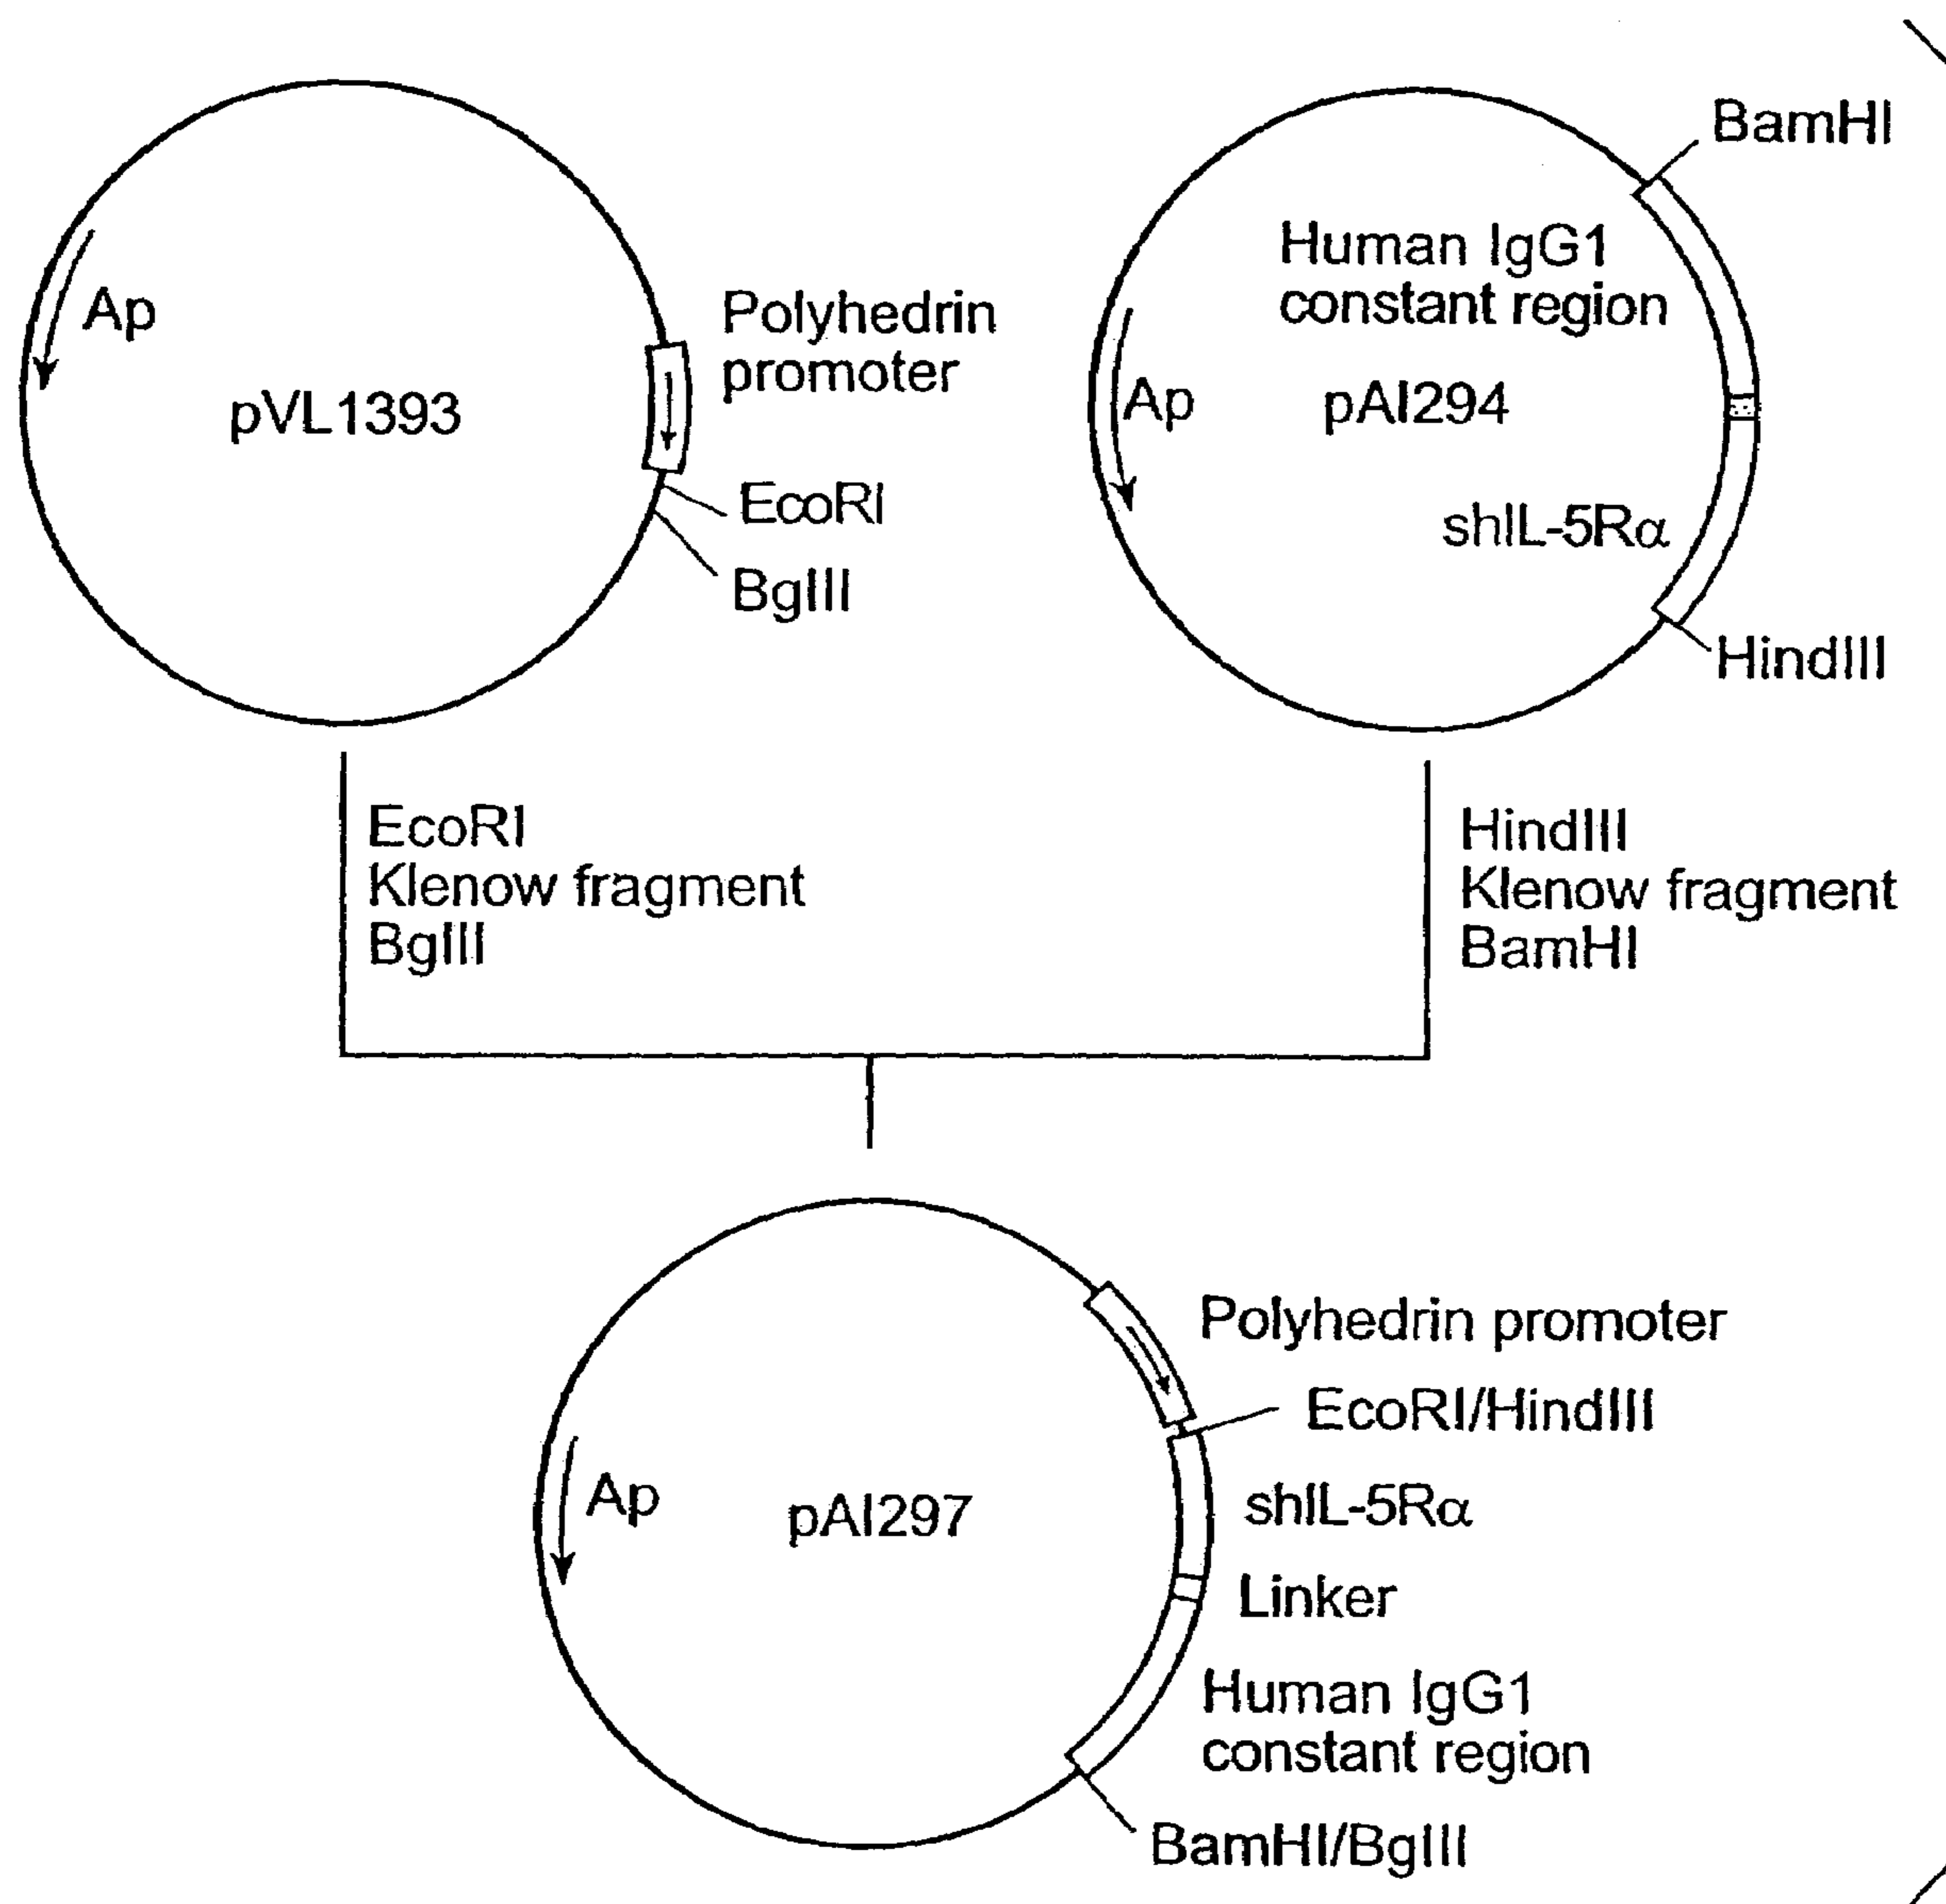 Ap
pVL1393
Polyhedrin
promoter
EcoRI
BglII
BamHI
Human IgG1
constant region
Ap
pAI294
shIL-5Rα
HindIII
EcoRI
Klenow fragment
BglII
HindIII
Klenow fragment
BamHI
Polyhedrin promoter
EcoRI/HindIII
Ap
pAI297
shIL-5Rα
Linker
Human IgG1
constant region
BamHI/BglII